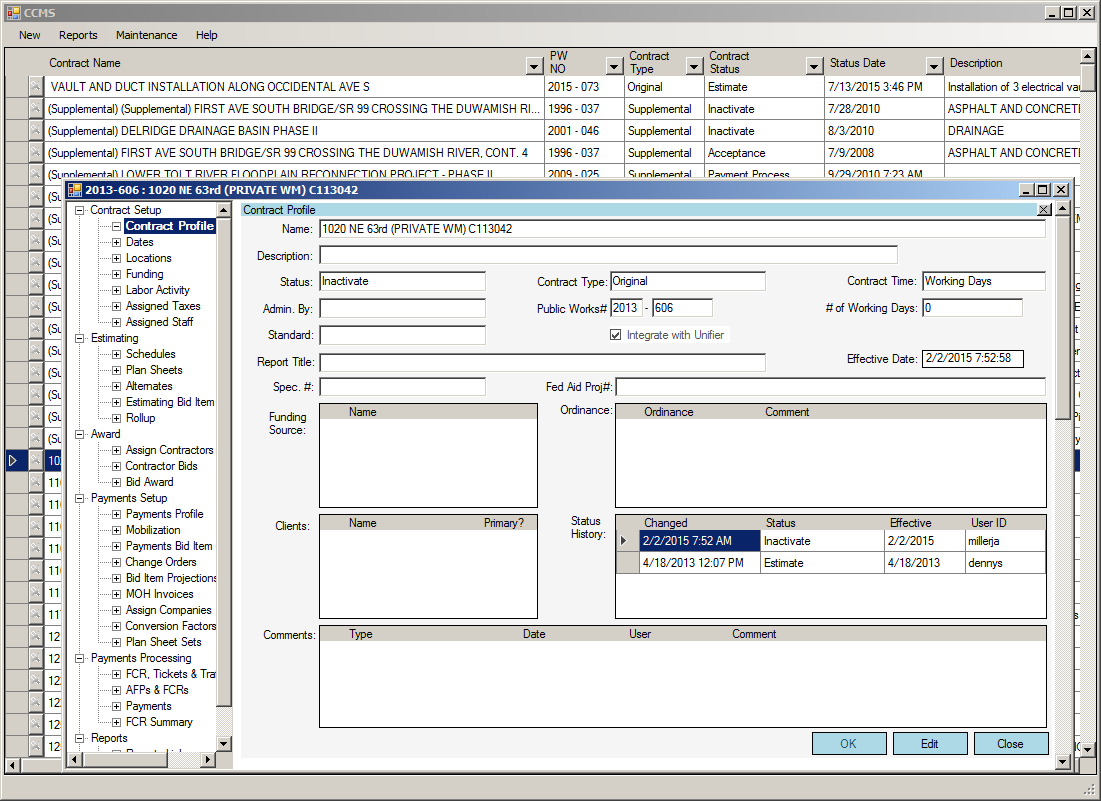 CCMS
New Reports Maintenance Help
Contract Name PW NO Contract Type Contract Status Status Date Description
VAULT AND DUCT INSTALLATION ALONG OCCIDENTAL AVE S 2015 - 073 Original Estimate 7/13/2015 3:46 PM Installation of 3 electrical vau
(Supplemental) (Supplemental) FIRST AVE SOUTH BRIDGE/SR 99 CROSSING THE DUWAMISH RI... 1996 - 037 Supplemental Inactivate 7/28/2010 ASPHALT AND CONCRETE
(Supplemental) DELRIDGE DRAINAGE BASIN PHASE II 2001 - 046 Supplemental Inactivate 8/3/2010 DRAINAGE
(Supplemental) FIRST AVE SOUTH BRIDGE/SR 99 CROSSING THE DUWAMISH RIVER, CONT. 4 1996 - 037 Supplemental Acceptance 7/9/2008 ASPHALT AND CONCRETE
(Supplemental) LOWER TOLT RIVER FLOODPLAIN RECONNECTION PROJECT - PHASE II 2009 - 025 Supplemental Payment Process 9/29/2010 7:23 AM
2013-606 : 1020 NE 63rd (PRIVATE WM) C113042
Contract Setup
Contract Profile
Dates
Locations
Funding
Labor Activity
Assigned Taxes
Assigned Staff
Estimating
Schedules
Plan Sheets
Alternates
Estimating Bid Item
Rollup
Award
Assign Contractors
Contractor Bids
Bid Award
Payments Setup
Payments Profile
Mobilization
Payments Bid Item
Change Orders
Bid Item Projections
MOH Invoices
Assign Companies
Conversion Factors
Plan Sheet Sets
Payments Processing
FCR, Tickets & Tra
AFPs & FCRs
Payments
FCR Summary
Reports
Contract Profile
Name: 1020 NE 63rd (PRIVATE WM) C113042
Description:
Status: Inactivate Contract Type: Original Contract Time: Working Days
Admin. By: Public Works# 2013 - 606 # of Working Days: 0
Standard: Integrate with Unifier
Report Title: Effective Date: 2/2/2015 7:52:58
Spec. #: Fed Aid Proj#:
Funding Source: Name Ordinance: Ordinance Comment
Clients: Name Primary? Status History: Changed Status Effective User ID
2/2/2015 7:52 AM Inactivate 2/2/2015 millerja
4/18/2013 12:07 PM Estimate 4/18/2013 dennys
Comments: Type Date User Comment
OK Edit Close